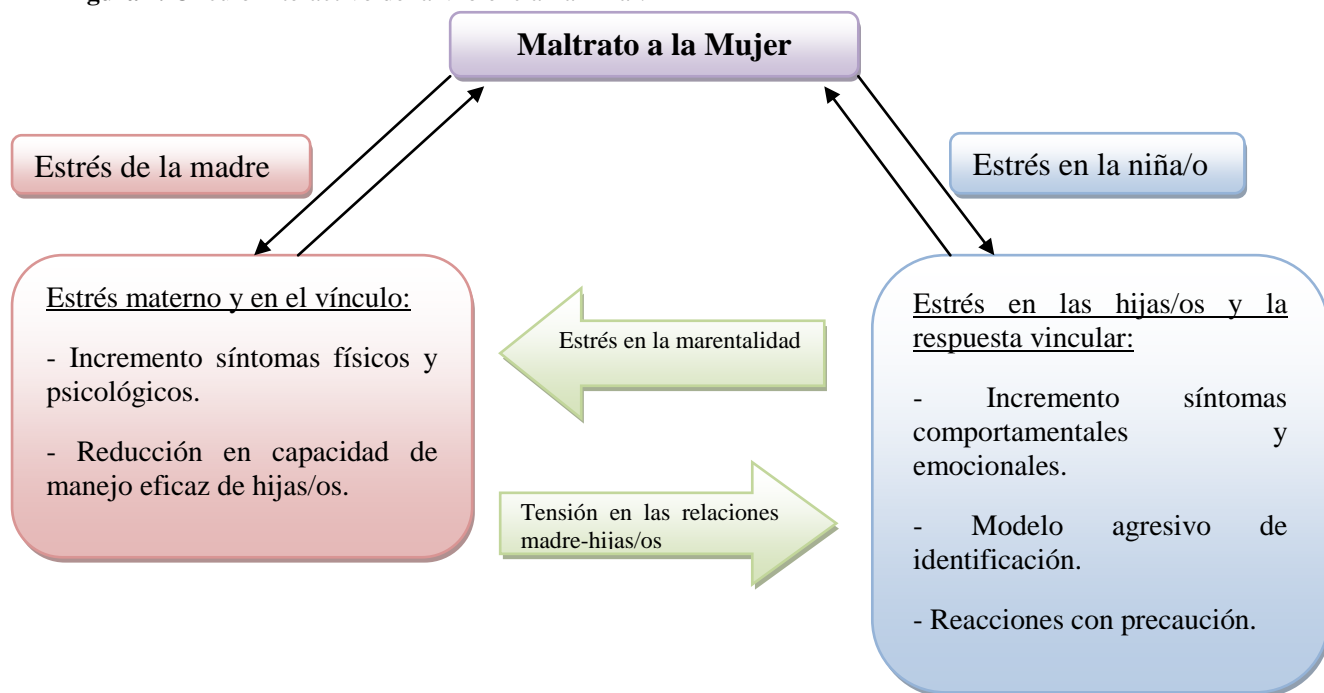 Maltrato a la Mujer
Estrés de la madre
Estrés en la niña/o
Estrés materno y en el vínculo:
- Incremento síntomas físicos y
psicológicos.
- Reducción en capacidad de
manejo eficaz de hijas/os.
Estrés en la marentalidad
Tensión en las relaciones
madre-hijas/os
Estrés en las hijas/os y la
respuesta vincular:
- Incremento síntomas
comportamentales y
emocionales.
- Modelo agresivo de
identificación.
- Reacciones con precaución.